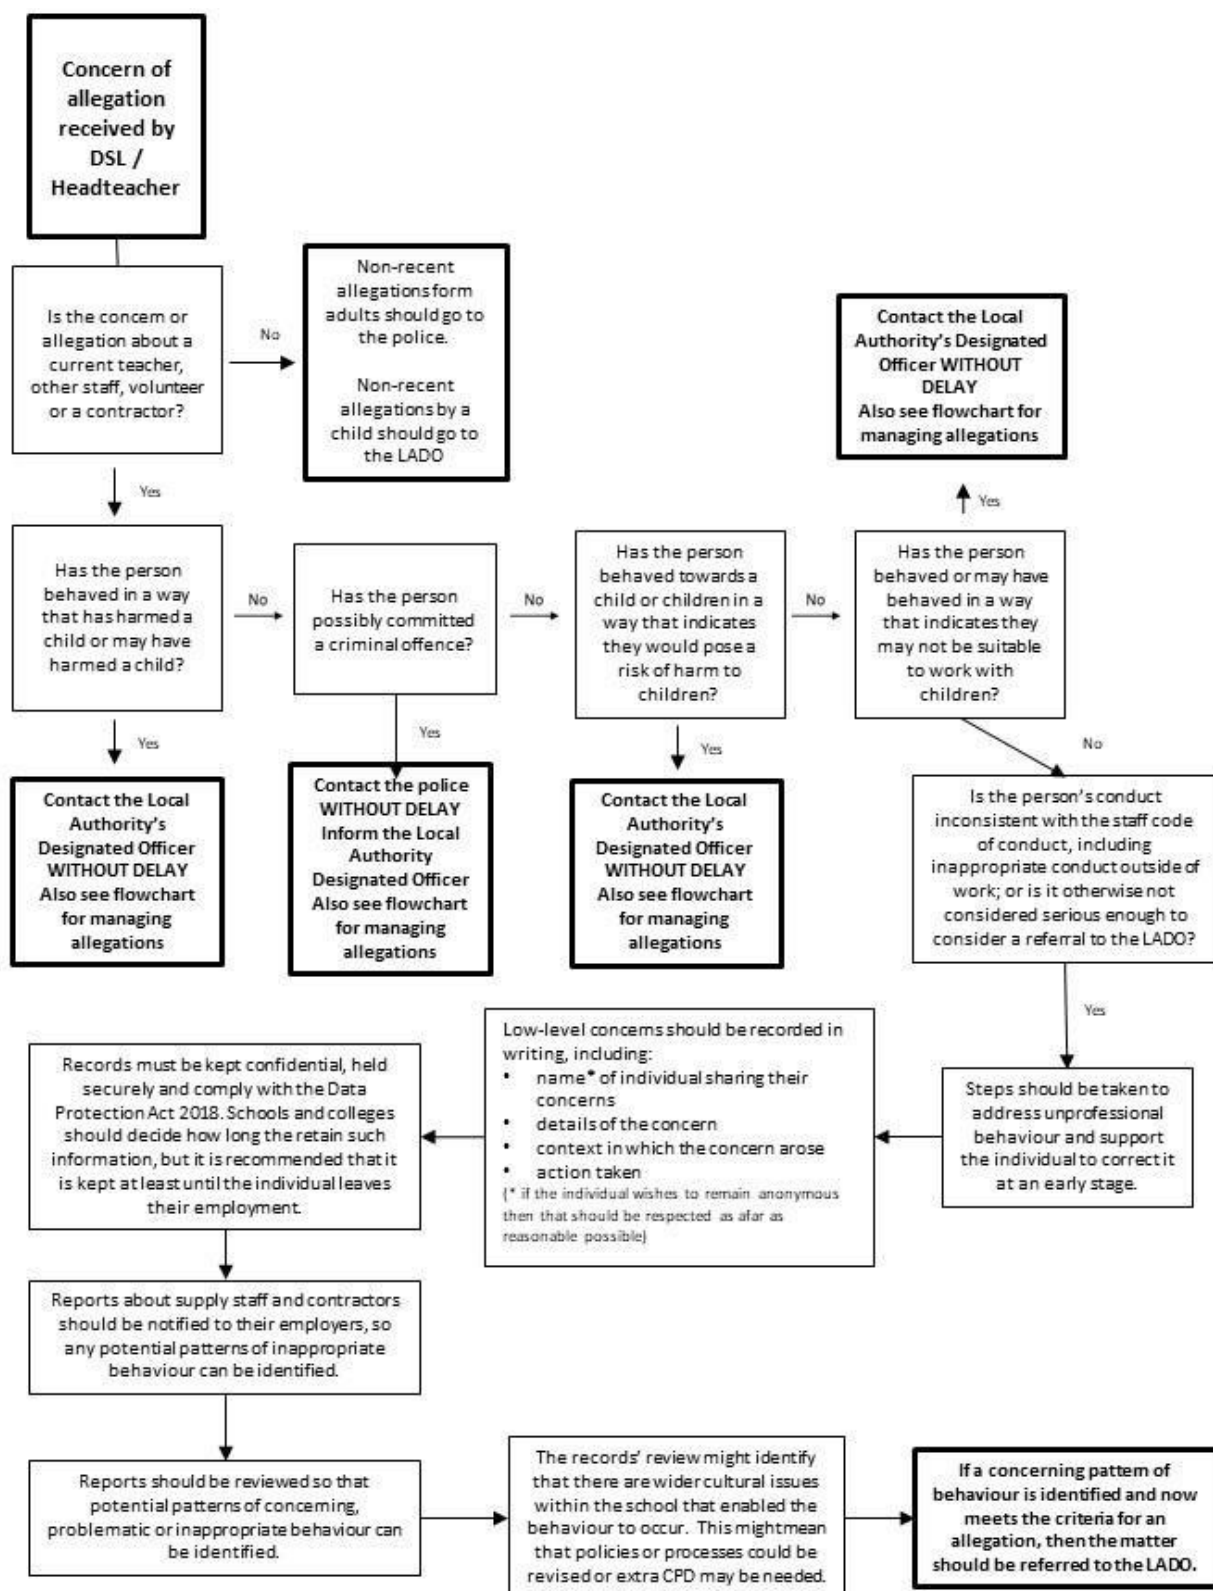 Concern of
allegation
received by
DSL /
Headteacher
Is the concern or
allegation about a
current teacher,
other staff, volunteer
or a contractor?
No
Non-recent
allegations form
adults should go to
the police.
Non-recent
allegations by a
child should go to
the LADO
Yes
Contact the Local
Authority's Designated
Officer WITHOUT
DELAY
Also see flowchart for
managing allegations
Yes
Has the person
behaved in a way
that has harmed a
child or may have
harmed a child?
No
Has the person
possibly committed
a criminal offence?
No
Has the person
behaved towards a
child or children in a
way that indicates
they would pose a
risk of harm to
children?
No
Has the person
behaved or may have
behaved in a way
that indicates they
may not be suitable
to work with
children?
Yes
Yes
Yes
No
Contact the Local
Authority's
Designated Officer
WITHOUT DELAY
Also see flowchart
for managing
allegations
Contact the police
WITHOUT DELAY
Inform the Local
Authority
Designated Officer
Also see flowchart
for managing
allegations
Contact the Local
Authority's
Designated Officer
WITHOUT DELAY
Also see flowchart
for managing
allegations
Is the person's conduct
inconsistent with the staff code
of conduct, including
inappropriate conduct outside of
work; or is it otherwise not
considered serious enough to
consider a referral to the LADO?
Yes
Steps should be taken to
address unprofessional
behaviour and support
the individual to correct it
at an early stage.
Low-level concerns should be recorded in
writing, including:
• name* of individual sharing their
concerns
• details of the concern
• context in which the concern arose
• action taken
(* if the individual wishes to remain anonymous
then that should be respected as afar as
reasonable possible)
Records must be kept confidential, held
securely and comply with the Data
Protection Act 2018. Schools and colleges
should decide how long the retain such
information, but it is recommended that it
is kept at least until the individual leaves
their employment.
Reports about supply staff and contractors
should be notified to their employers, so
any potential patterns of inappropriate
behaviour can be identified.
Reports should be reviewed so that
potential patterns of concerning,
problematic or inappropriate behaviour can
be identified.
The records' review might identify
that there are wider cultural issues
within the school that enabled the
behaviour to occur. This might mean
that policies or processes could be
revised or extra CPD may be needed.
If a concerning pattern of
behaviour is identified and now
meets the criteria for an
allegation, then the matter
should be referred to the LADO.